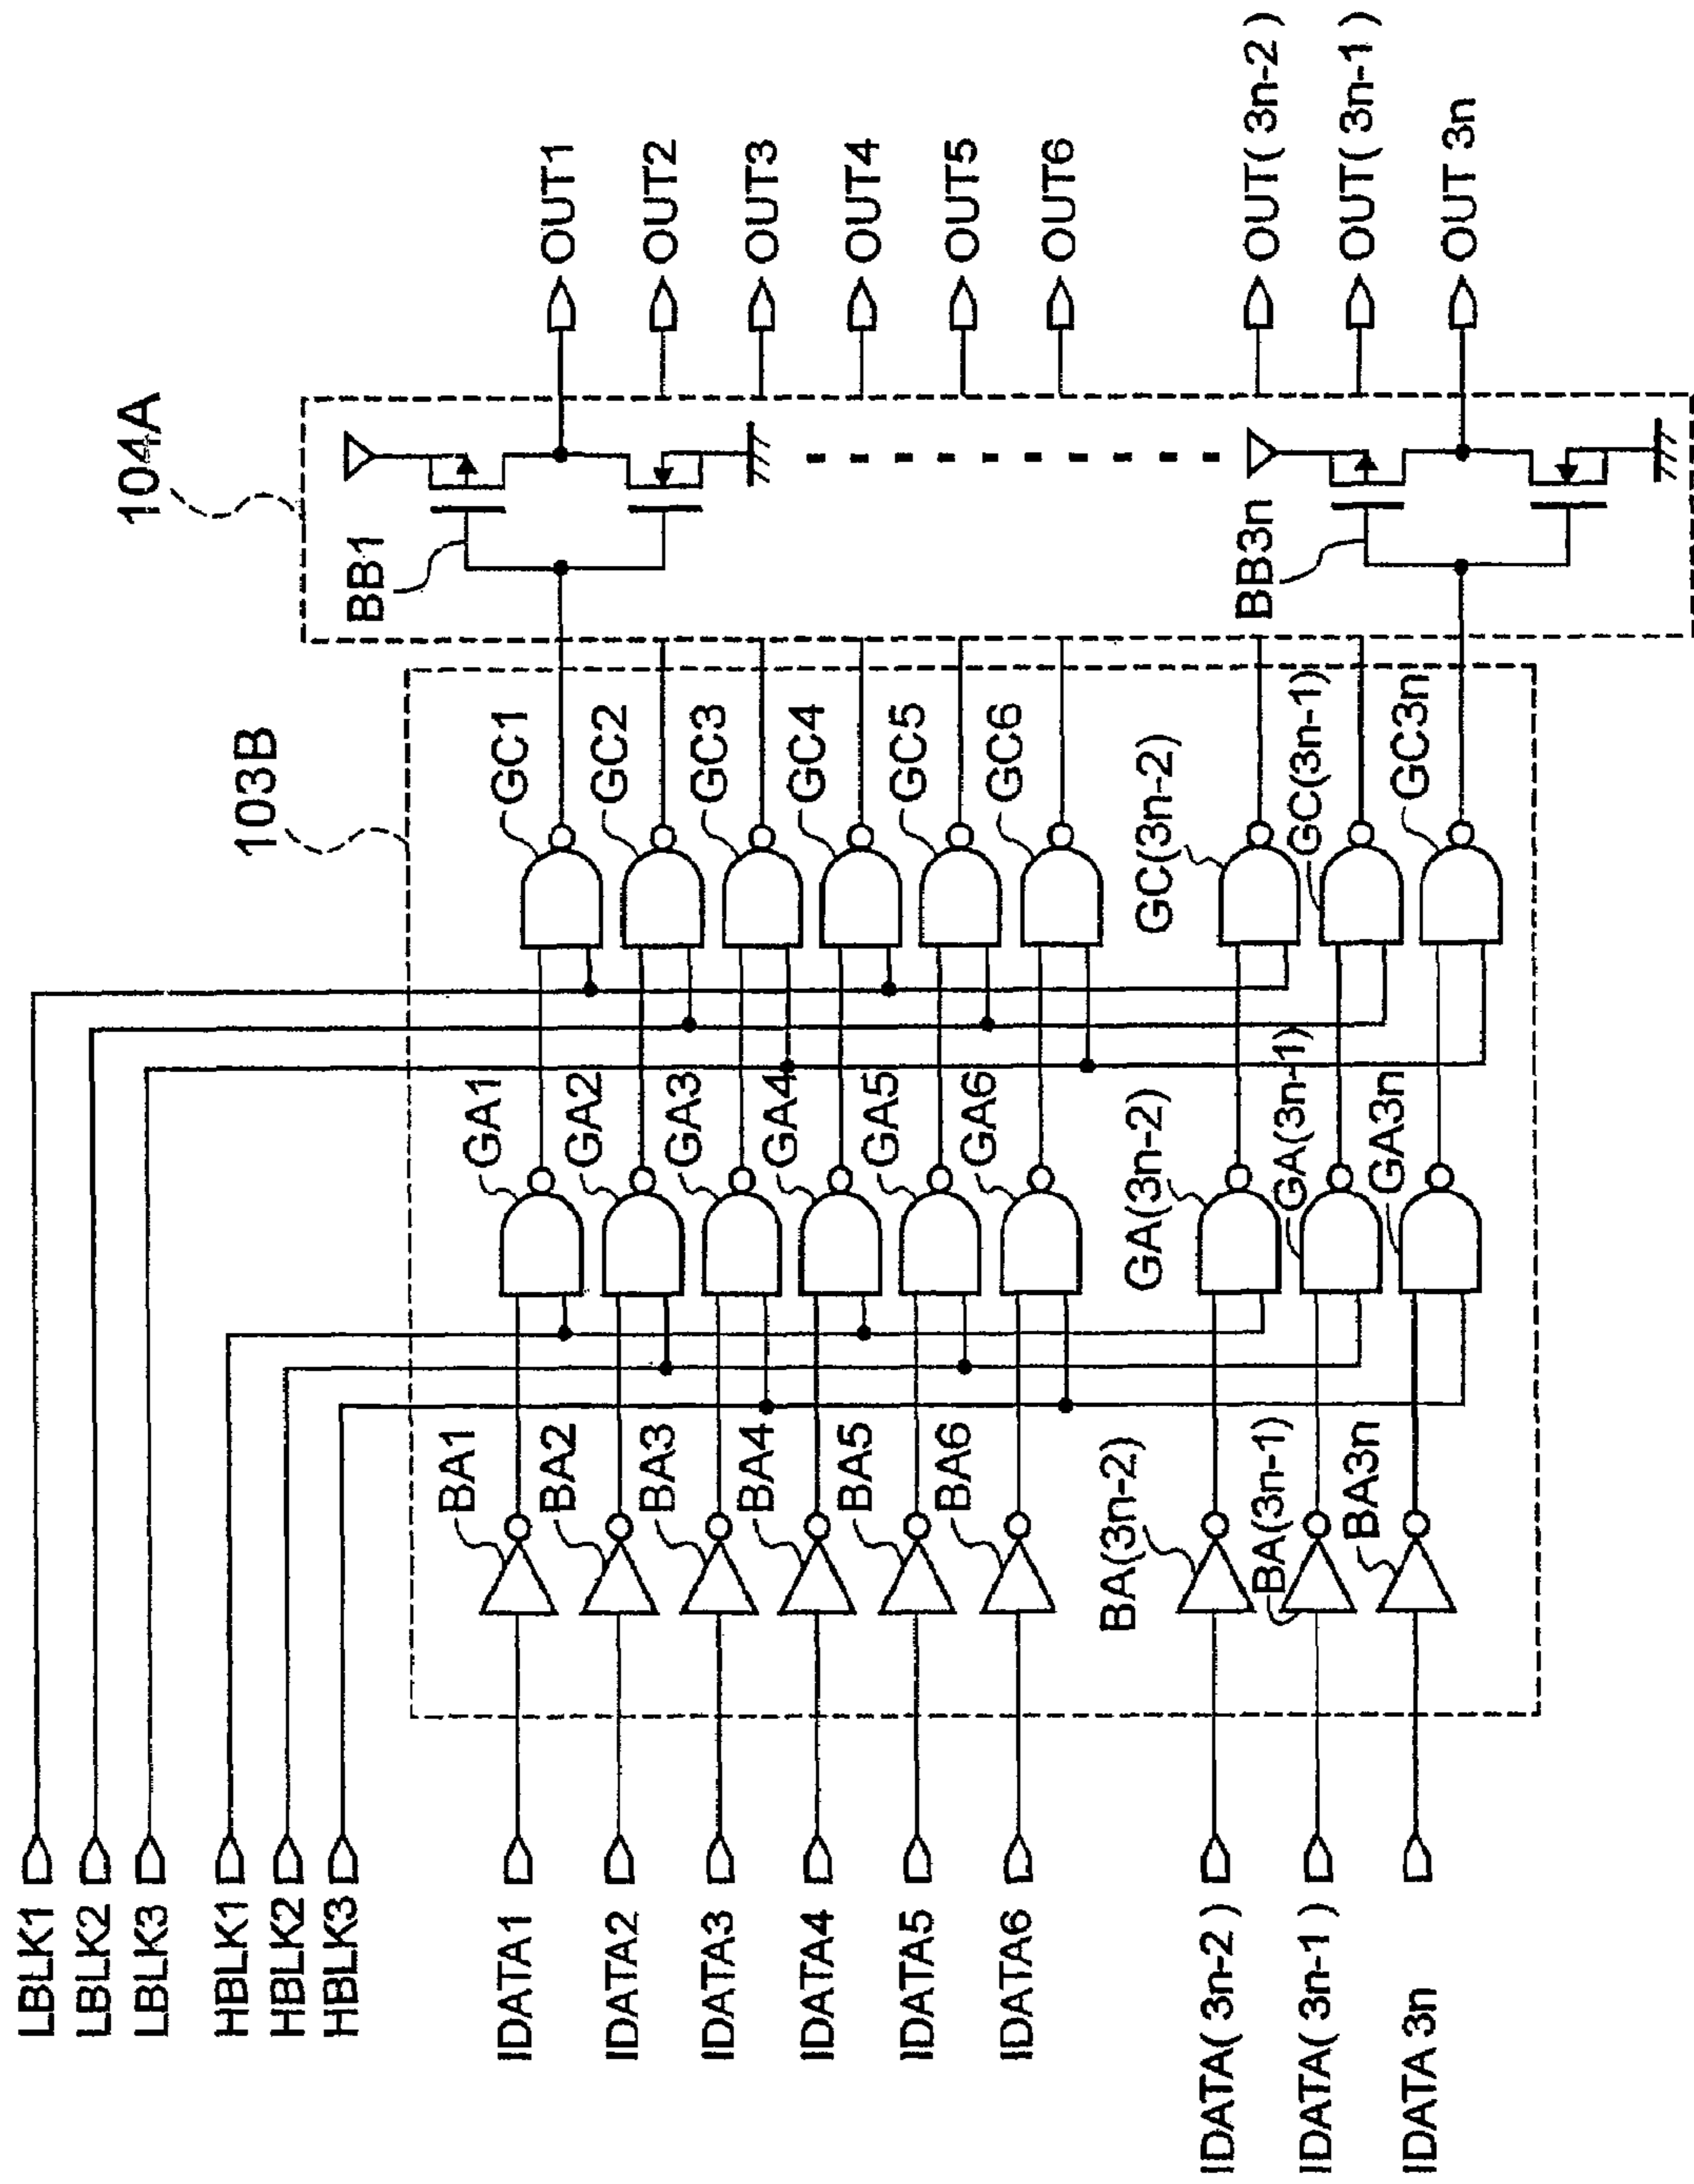 LBLK1
LBLK2
LBLK3
HBLK1
HBLK2
HBLK3
IDATA1
IDATA2
IDATA3
IDATA4
IDATA5
IDATA6
IDATA( 3n-2 )
IDATA( 3n-1 )
IDATA 3n
103B
BA1
BA2
BA3
BA4
BA5
BA6
BA(3n-2)
BA(3n-1)
BA3n
GA1
GA2
GA3
GA4
GA5
GA6
GA(3n-2)
GA(3n-1)
GA3n
GC1
GC2
GC3
GC4
GC5
GC6
GC(3n-2)
GC(3n-1)
GC3n
104A
BB1
BB3n
OUT1
OUT2
OUT3
OUT4
OUT5
OUT6
OUT( 3n-2 )
OUT( 3n-1 )
OUT 3n